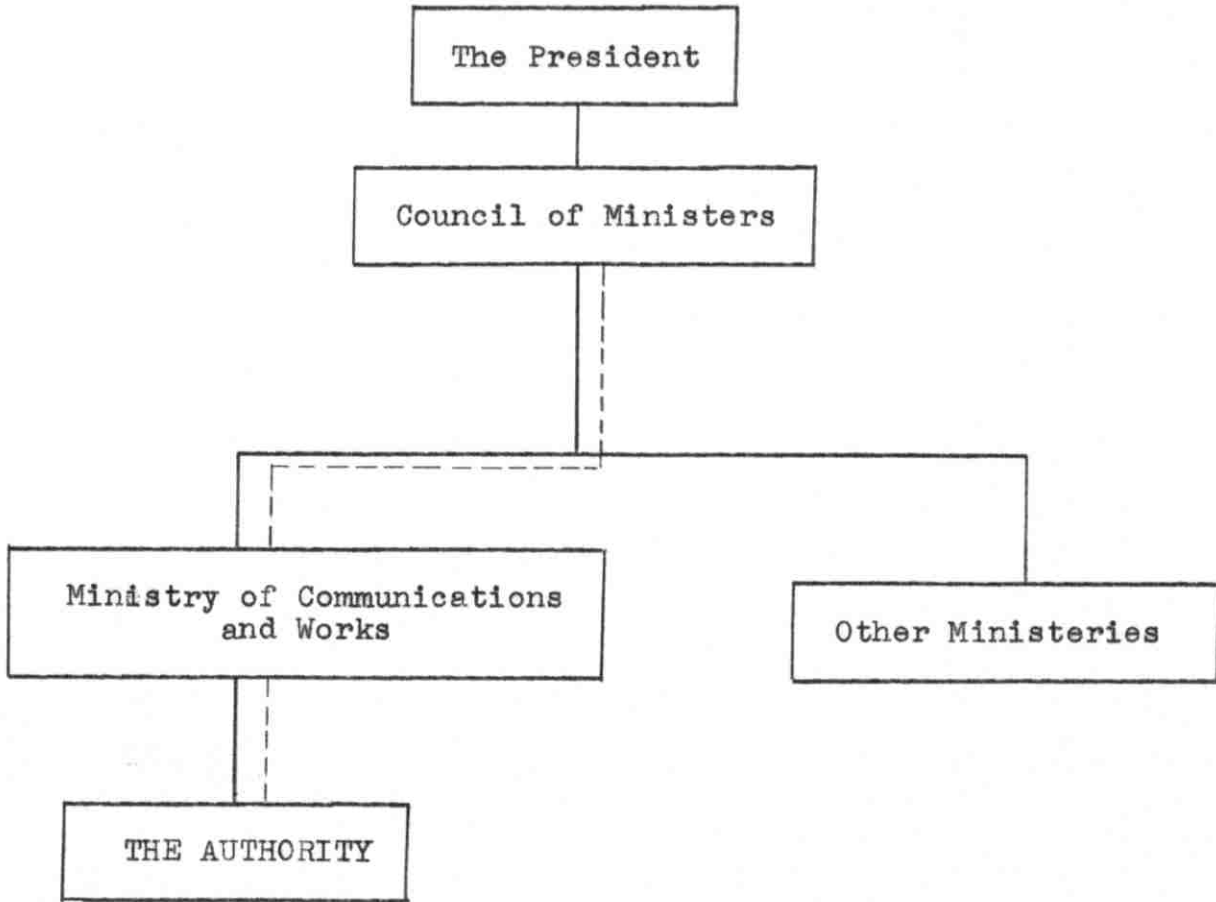 The President
Council of Ministers
Ministry of Communications
and Works
Other Ministeries
THE AUTHORITY